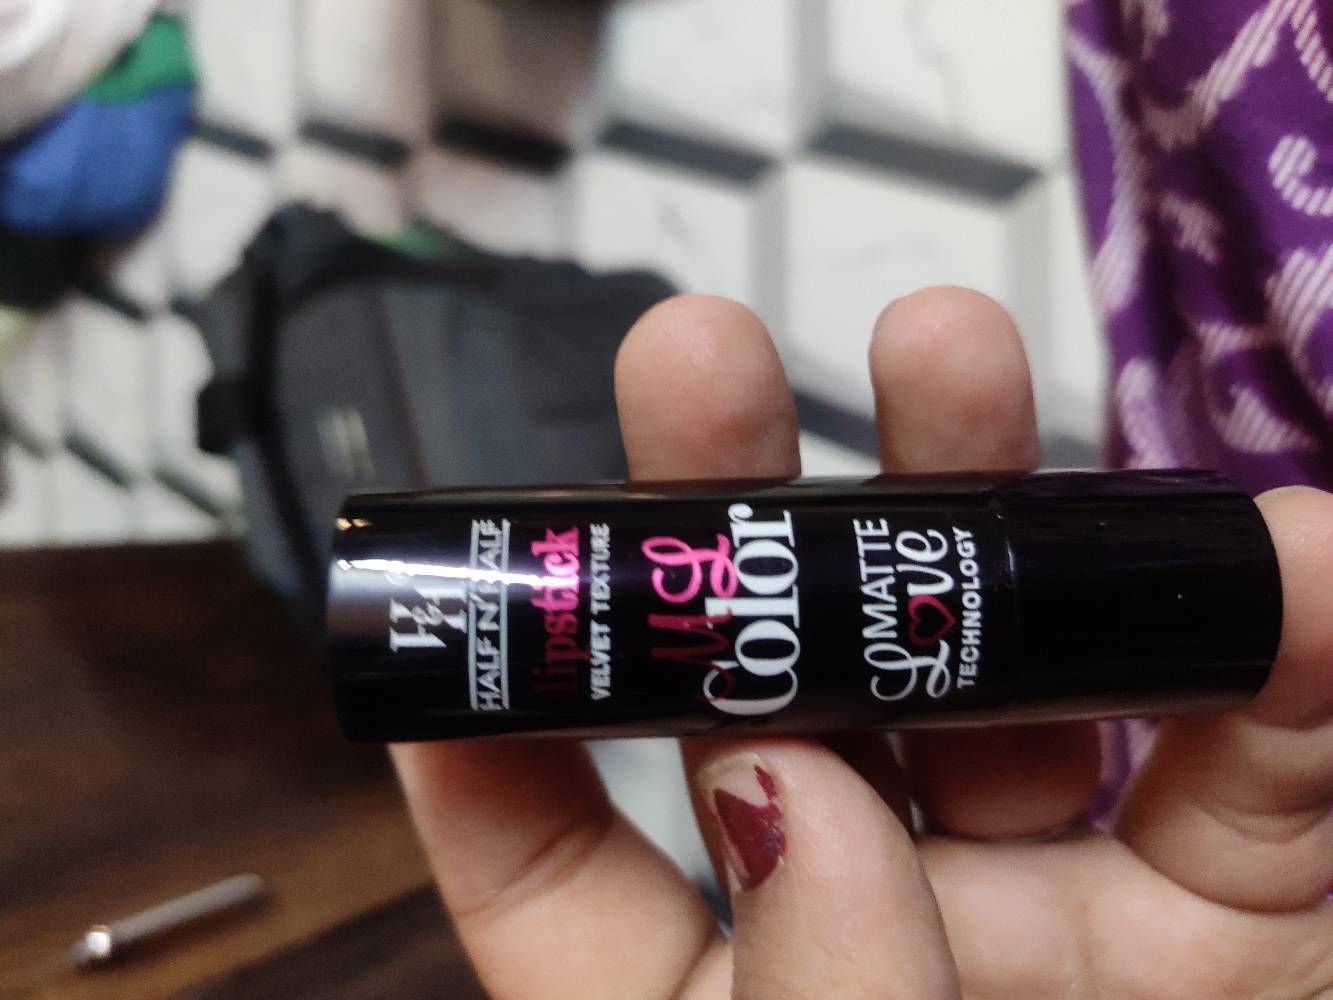 H&H
HALF N HALF
Lipstick
VELVET TEXTURE
My
Color
MATTE
Love
TECHNOLOGY